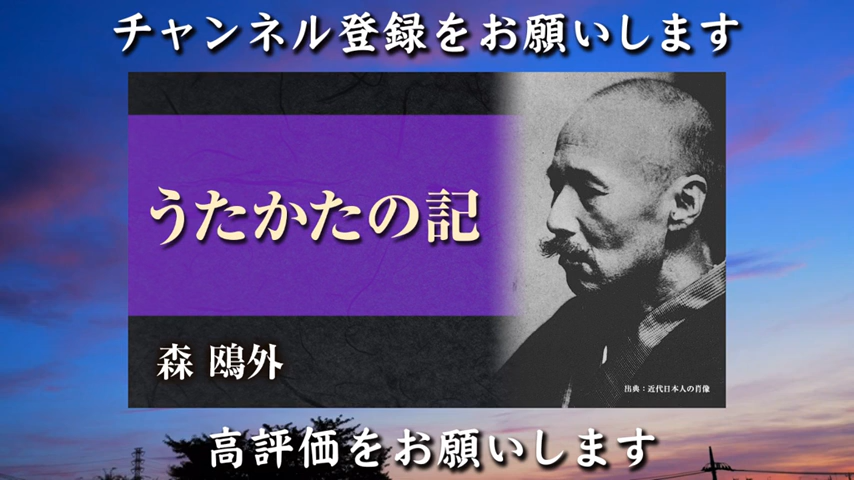 チャンネル登録をお願いします
うたかたの記
森 鴎外
出典：近代日本人の肖像
高評価をお願いします